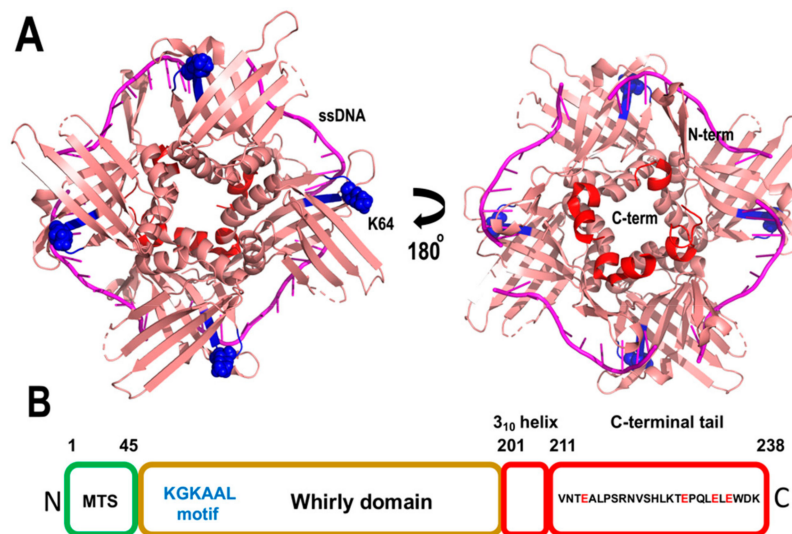 A
ssDNA
K64
180°
N-term
C-term
B
3₁₀ helix
C-terminal tail
1
45
201
211
238
N
MTS
KGKAAL
motif
Whirly domain
VNTEALPSRNVSHLKTEPQLELEWDK
C